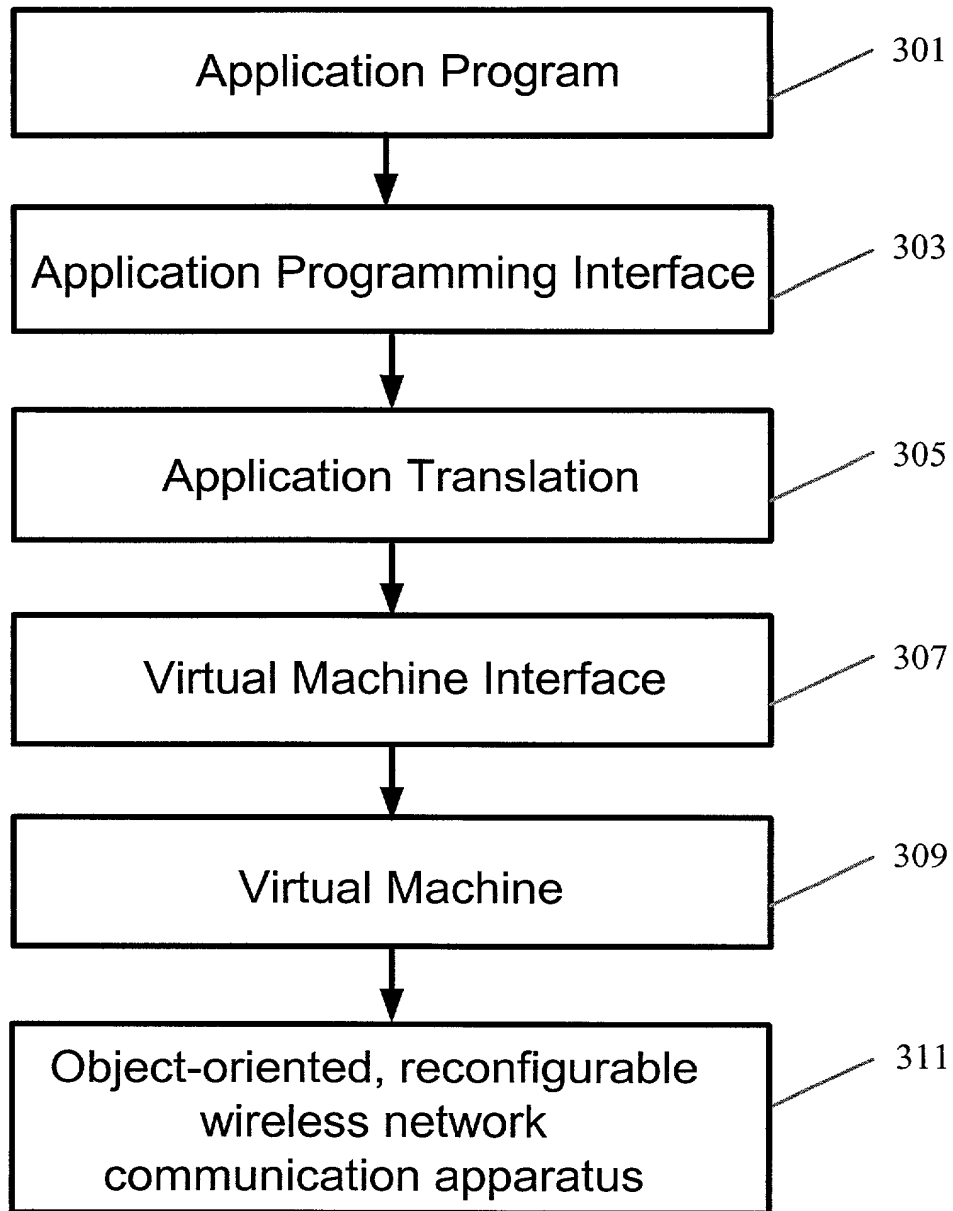 Application Program
301
Application Programming Interface
303
Application Translation
305
Virtual Machine Interface
307
Virtual Machine
309
Object-oriented, reconfigurable
wireless network
communication apparatus
311